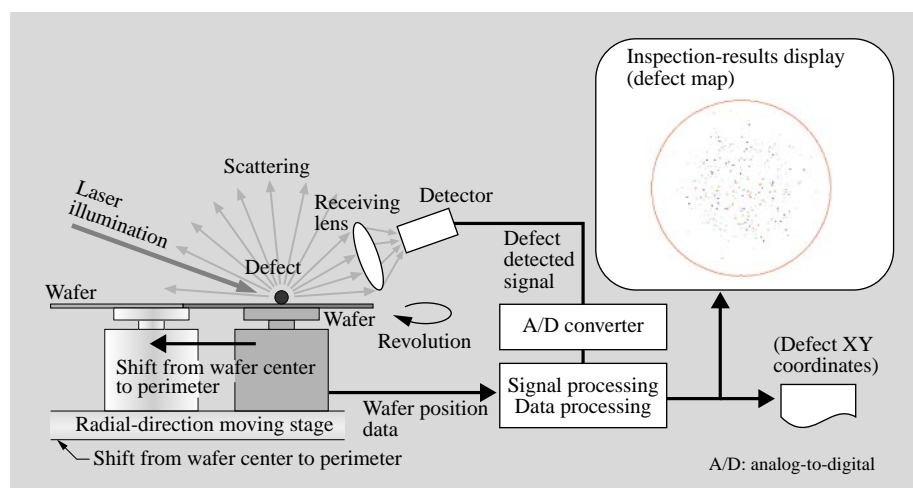 Inspection-results display
(defect map)
Scattering
Laser
illumination
Receiving
lens
Detector
Defect
Defect
detected
signal
Wafer
Wafer
Revolution
A/D converter
Shift from wafer center
to perimeter
(Defect XY
coordinates)
Signal processing
Data processing
Wafer position
data
Radial-direction moving stage
Shift from wafer center to perimeter
A/D: analog-to-digital